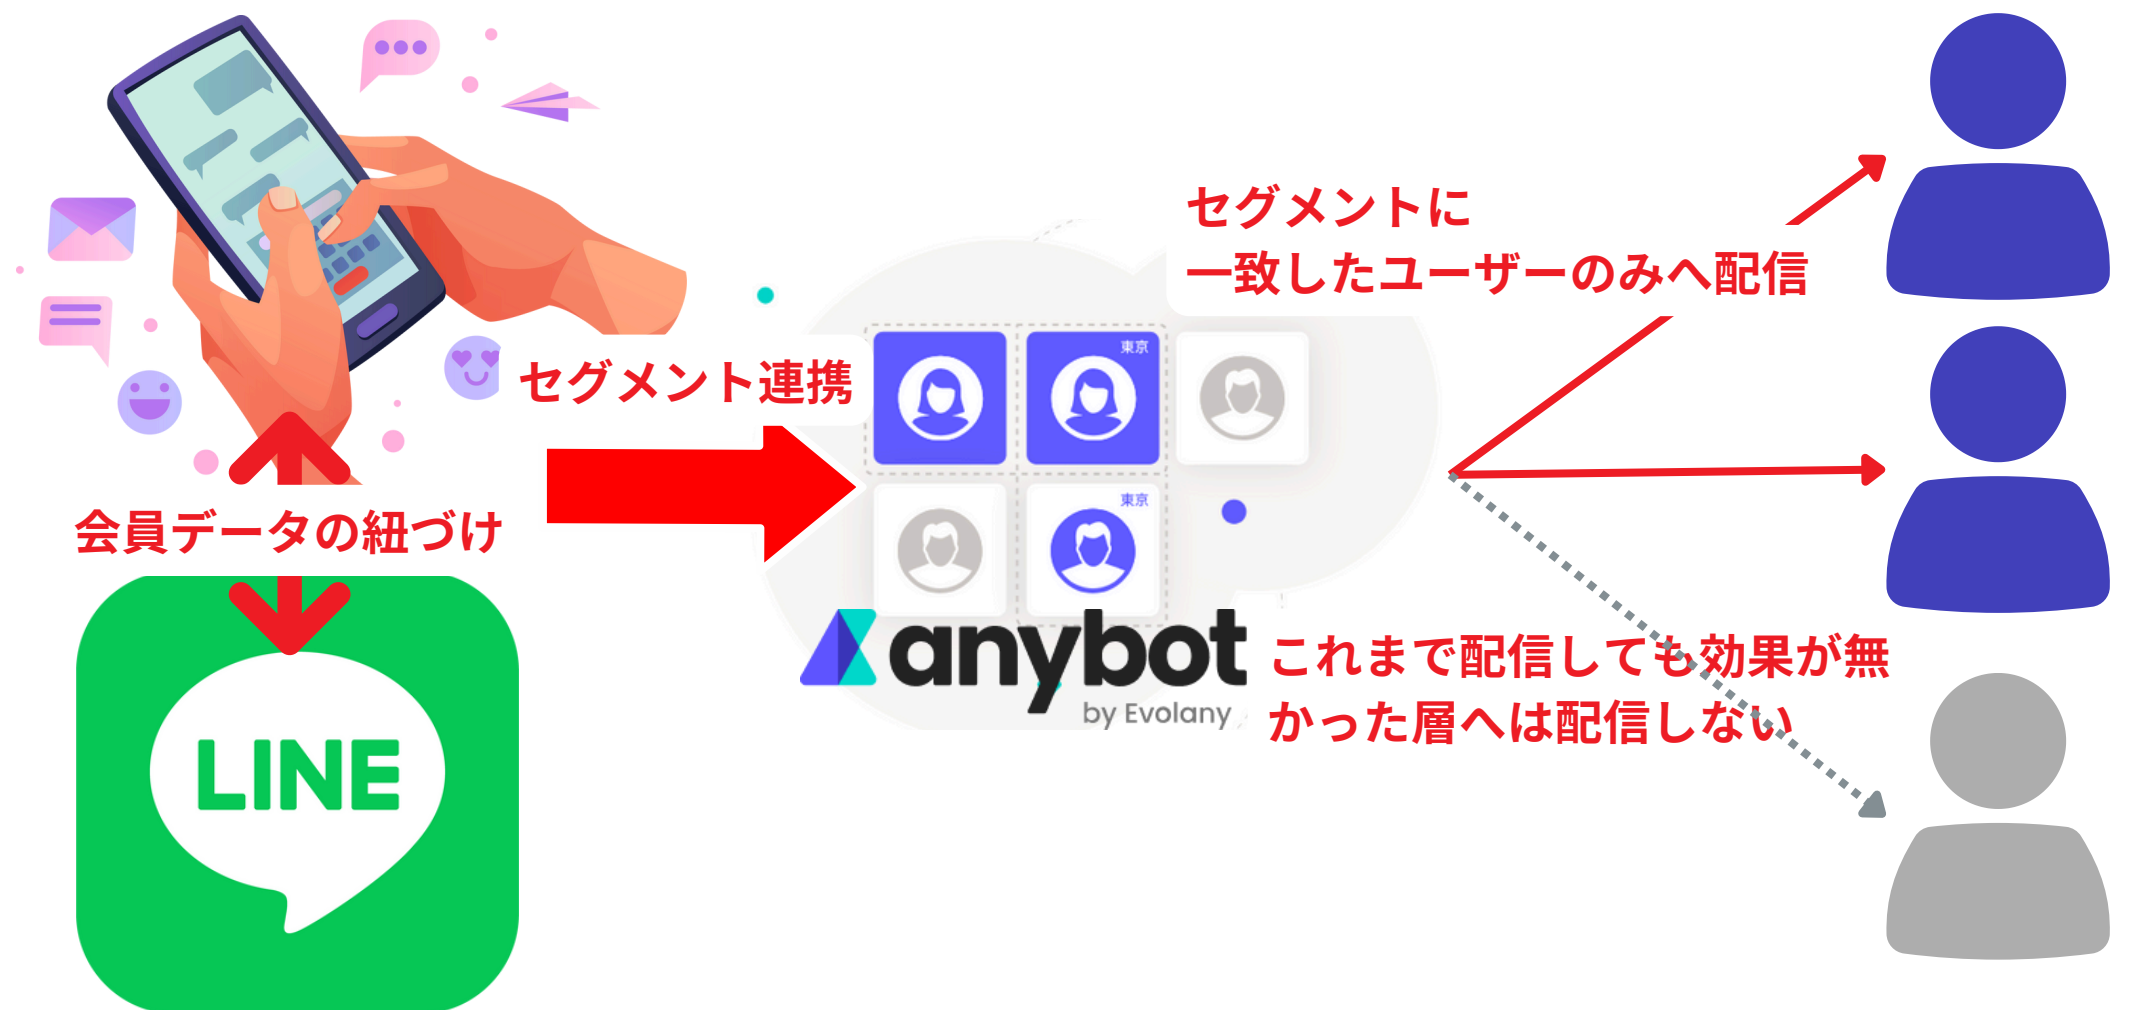 セグメントに
一致したユーザーのみへ配信
東京
セグメント連携
東京
会員データの紐づけ
anybot
by Evolany
これまで配信しても効果が無
かった層へは配信しない
LINE